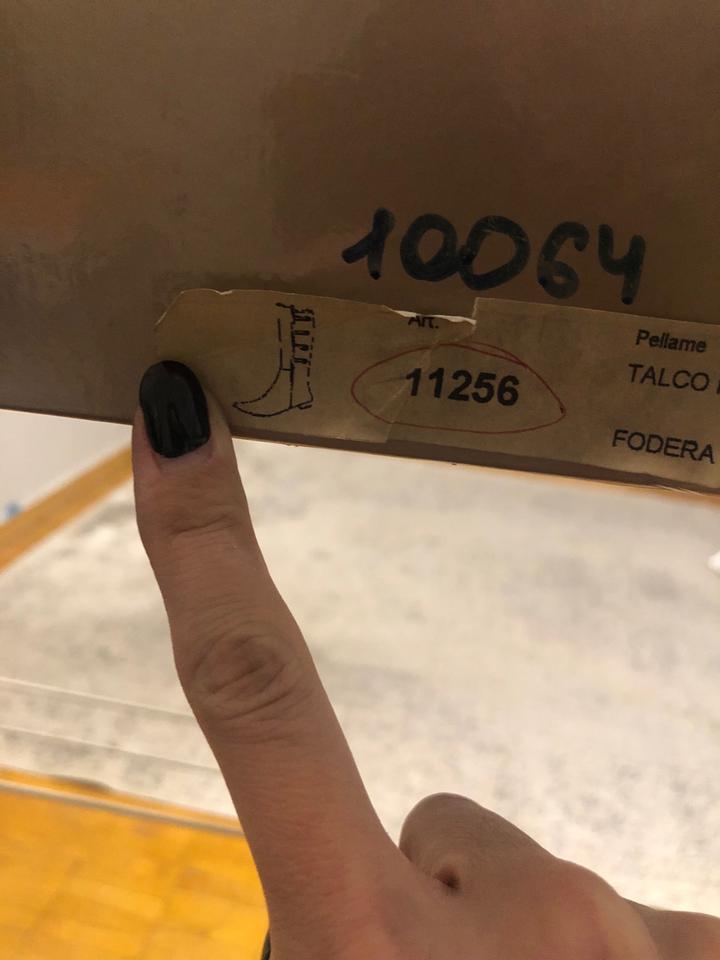 10064
Art.
11256
Pellame
TALCO
FODERA